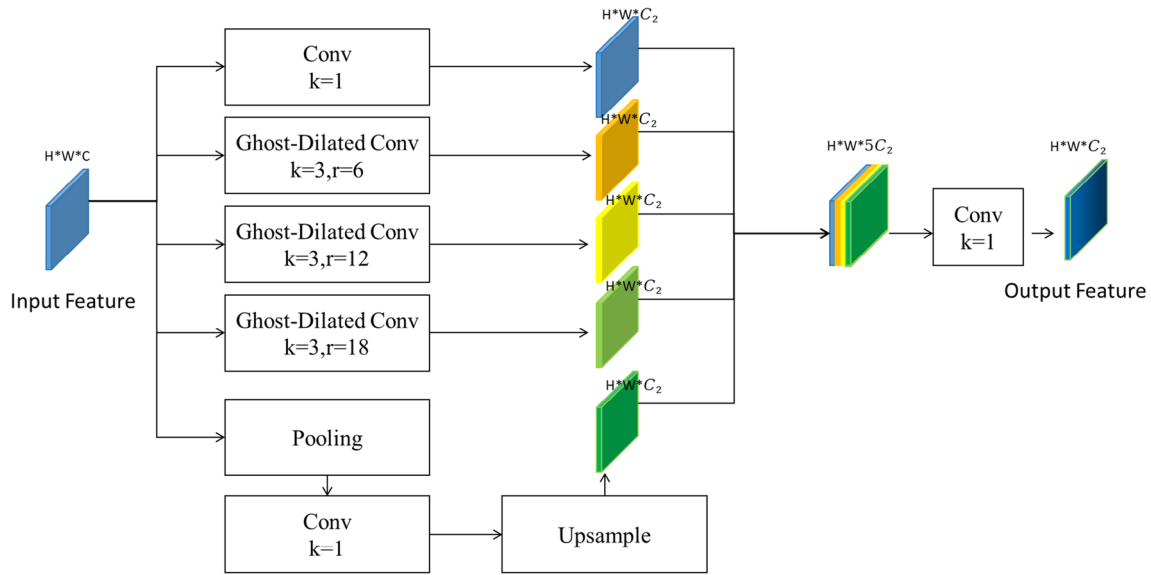 H*W*C
Input Feature
Conv
k=1
Ghost-Dilated Conv
k=3,r=6
Ghost-Dilated Conv
k=3,r=12
Ghost-Dilated Conv
k=3,r=18
Pooling
Conv
k=1
Upsample
H*W*C₂
H*W*C₂
H*W*C₂
H*W*C₂
H*W*C₂
H*W*5C₂
Conv
k=1
H*W*C₂
Output Feature